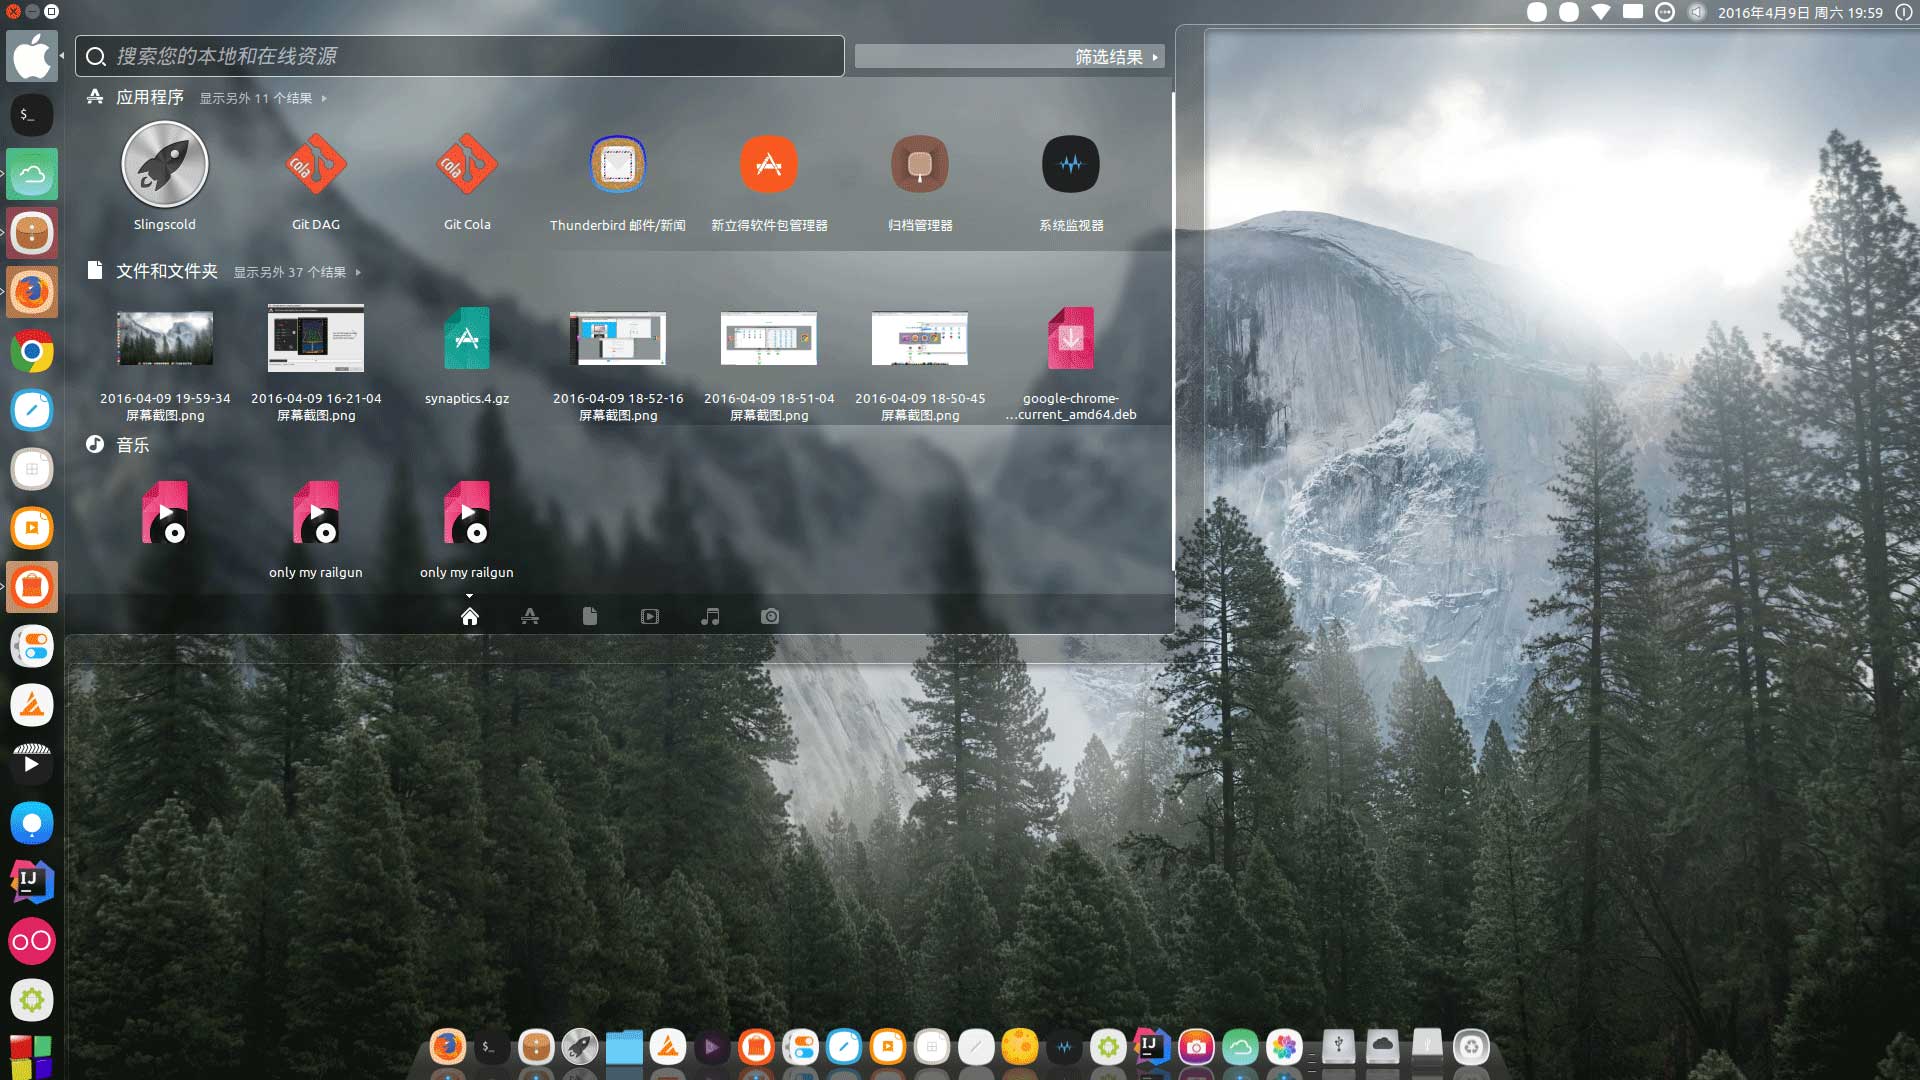 2016年4月9日 周六 19:59
搜索您的本地和在线资源
筛选结果
应用程序 显示另外 11 个结果
Slingscold
Git DAG
Git Cola
Thunderbird 邮件/新闻
新立得软件包管理器
归档管理器
系统监视器
文件和文件夹 显示另外 37 个结果
2016-04-09 19-59-34
屏幕截图.png
2016-04-09 16-21-04
屏幕截图.png
synaptics.4.gz
2016-04-09 18-52-16
屏幕截图.png
2016-04-09 18-51-04
屏幕截图.png
2016-04-09 18-50-45
屏幕截图.png
google-chrome-
...current_amd64.deb
音乐
only my railgun
only my railgun
$_
cola
cola
IJ
$_
IJ